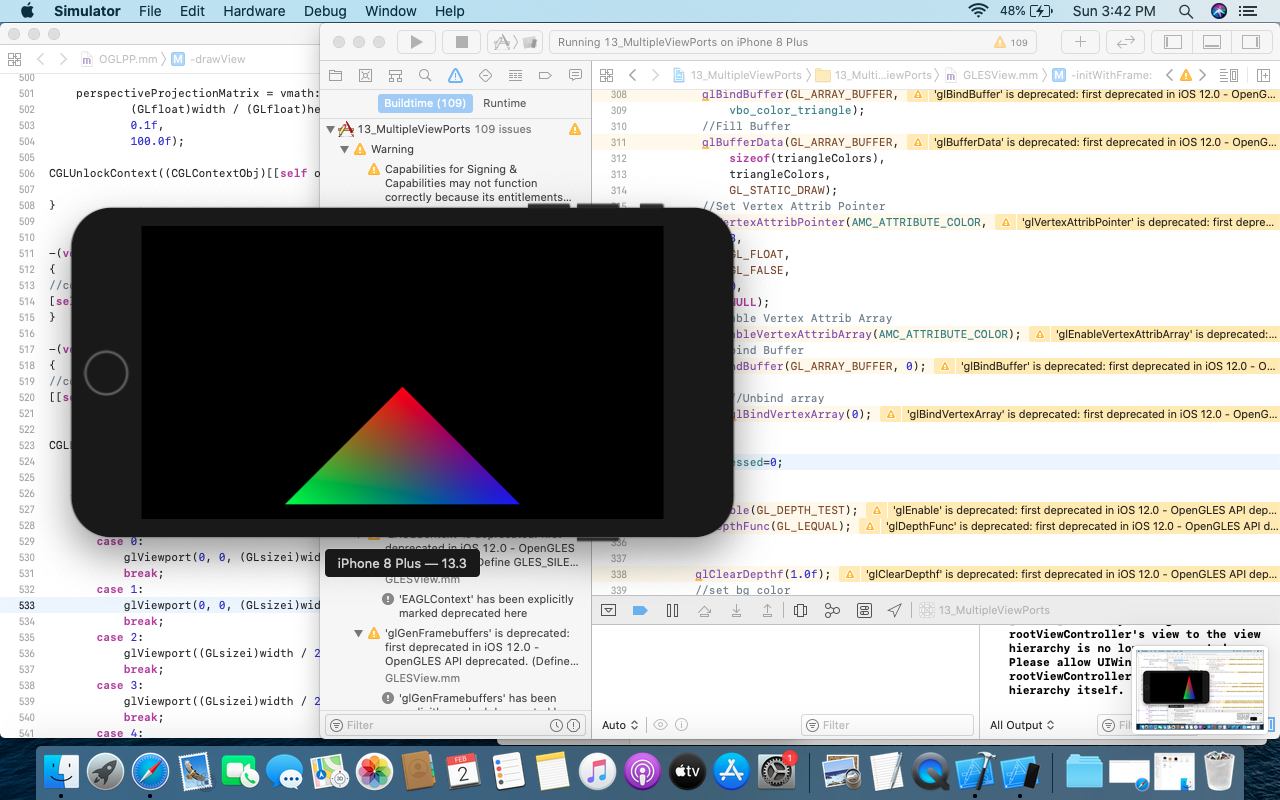 Simulator File Edit Hardware Debug Window Help
48% Sun 3:42 PM
Running 13_MultipleViewPorts on iPhone 8 Plus 109
OGLPP.mm M -drawView
13_MultipleViewPorts 13_Multi...iewPorts GLESView.mm M -initWithFrame:
Buildtime (109) Runtime
13_MultipleViewPorts 109 issues
Warning
Capabilities for Signing &
Capabilities may not function
correctly because its entitlements...
500
501 perspectiveProjectionMatrix = vmath:
502 (GLfloat)width / (GLfloat)he
503 0.1f,
504 100.0f);
505
506 CGLUnlockContext((CGLContextObj)[[self o
507
508 }
509
510
511
512 {
513
514
515 }
516
517
518 {
519
520
521
522
523
524
525
526
527
528
case 0:
530 glViewport(0, 0, (GLsizei)wid
531 break;
532 case 1:
533 glViewport(0, 0, (GLsizei)wid
534 break;
535 case 2:
536 glViewport((GLsizei)width / 2
537 break;
538 case 3:
539 glViewport((GLsizei)width / 2
540 break;
541 case 4:
308 glBindBuffer(GL_ARRAY_BUFFER, 'glBindBuffer' is deprecated: first deprecated in iOS 12.0 - OpenG...
309 vbo_color_triangle);
310 //Fill Buffer
311 glBufferData(GL_ARRAY_BUFFER, 'glBufferData' is deprecated: first deprecated in iOS 12.0 - OpenG...
312 sizeof(triangleColors),
313 triangleColors,
314 GL_STATIC_DRAW);
//Set Vertex Attrib Pointer
ertexAttribPointer(AMC_ATTRIBUTE_COLOR, 'glVertexAttribPointer' is deprecated: first depre...
GL_FLOAT,
GL_FALSE,
NULL);
able Vertex Attrib Array
ableVertexAttribArray(AMC_ATTRIBUTE_COLOR); 'glEnableVertexAttribArray' is deprecated:...
bind Buffer
ndBuffer(GL_ARRAY_BUFFER, 0); 'glBindBuffer' is deprecated: first deprecated in iOS 12.0 - O...
//Unbind array
glBindVertexArray(0); 'glBindVertexArray' is deprecated: first deprecated in iOS 12.0 - OpenG...
ssed=0;
ble(GL_DEPTH_TEST); 'glEnable' is deprecated: first deprecated in iOS 12.0 - OpenGLES API dep...
epthFunc(GL_LEQUAL); 'glDepthFunc' is deprecated: first deprecated in iOS 12.0 - OpenGLES API d...
336
337
338 glClearDepthf(1.0f); 'glClearDepthf' is deprecated: first deprecated in iOS 12.0 - OpenGLES API dep...
339 //set bg color
deprecated in iOS 12.0 - OpenGLES
iPhone 8 Plus — 13.3
Define GLES_SILE...
GLESView.mm
'EAGLContext' has been explicitly
marked deprecated here
'glGenFramebuffers' is deprecated:
first deprecated in iOS 12.0 -
OpenGLES API deprecated. (Define...
GLESView.mm
'glGenFramebuffers' has been
13_MultipleViewPorts
rootViewController's view to the view
hierarchy is no lon
Please allow UIWin
rootViewController
hierarchy itself.
Filter
Auto Filter
All Output Filter
FEB
2
1
tv